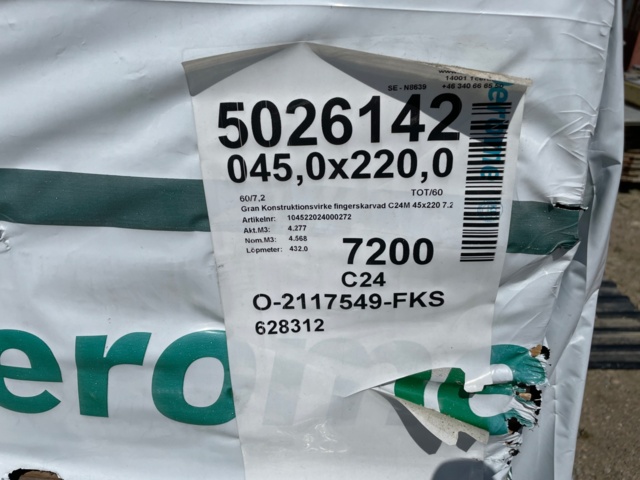 SE - N8639
5026142
045,0x220,0
60/7,2 TOT/60
Gran Konstruktionsvirke fingerskarvad C24M 45x220 7.2
Artikelnr: 104522024000272
Akt.M3: 4.277
Nom.M3: 4.568
Löpmeter: 432.0
7200
C24
O-2117549-FKS
628312